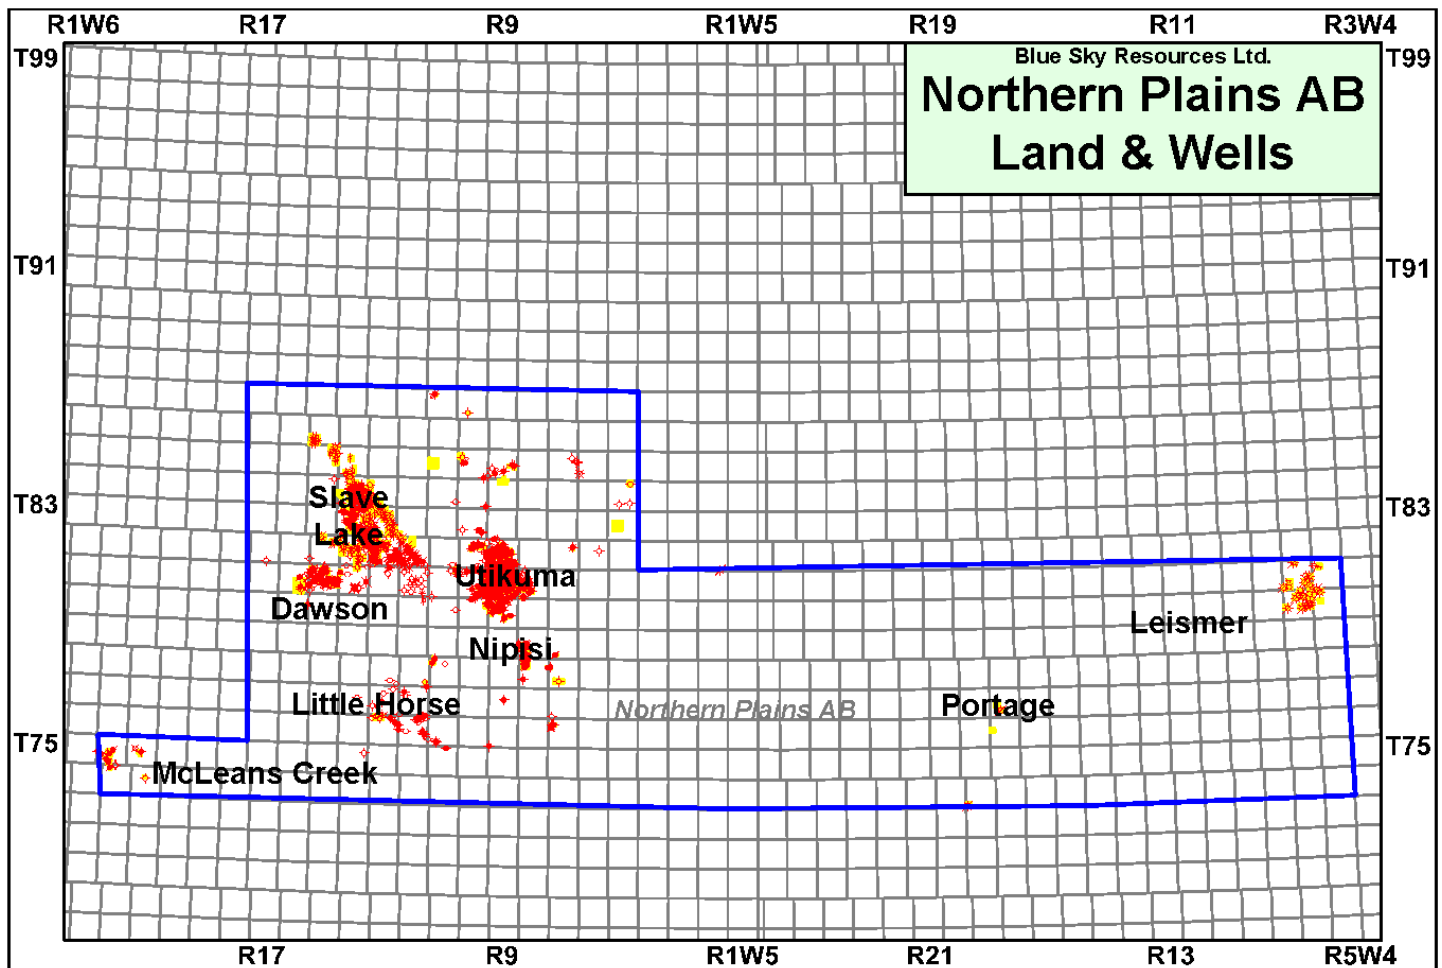 R1W6 R17 R9 R1W5 R19 R11 R3W4
T99 T99
Blue Sky Resources Ltd.
Northern Plains AB
Land & Wells
T91 T91
Slave
Lake
T83 T83
Utikuma
Dawson
Leismer
Nipisi
Little Horse
Northern Plains AB
Portage
T75 T75
McLeans Creek
R17 R9 R1W5 R21 R13 R5W4